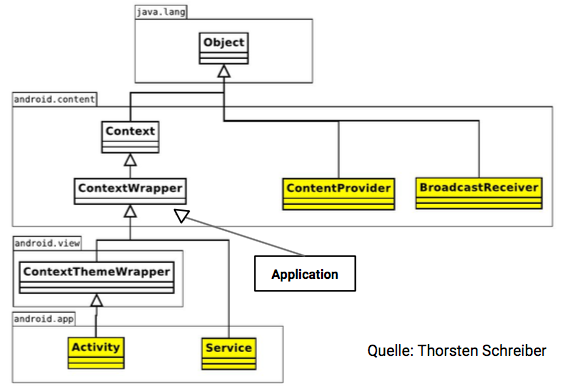 java.lang
Object
android.content
Context
ContextWrapper
ContentProvider
BroadcastReceiver
android.view
ContextThemeWrapper
Application
android.app
Activity
Service
Quelle: Thorsten Schreiber